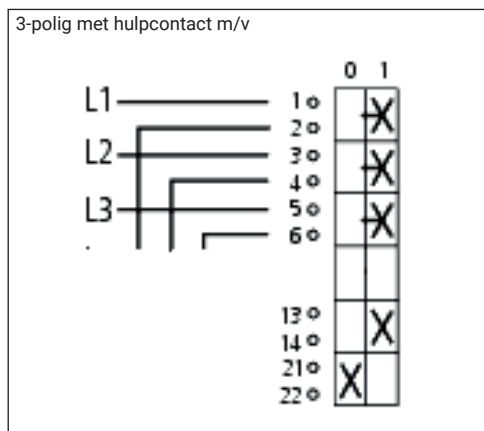 3-polig met hulpcontact m/v
0 1
L1 1
2 X
L2 3
4 X
L3 5
6 X
13
14 X
21
22 X